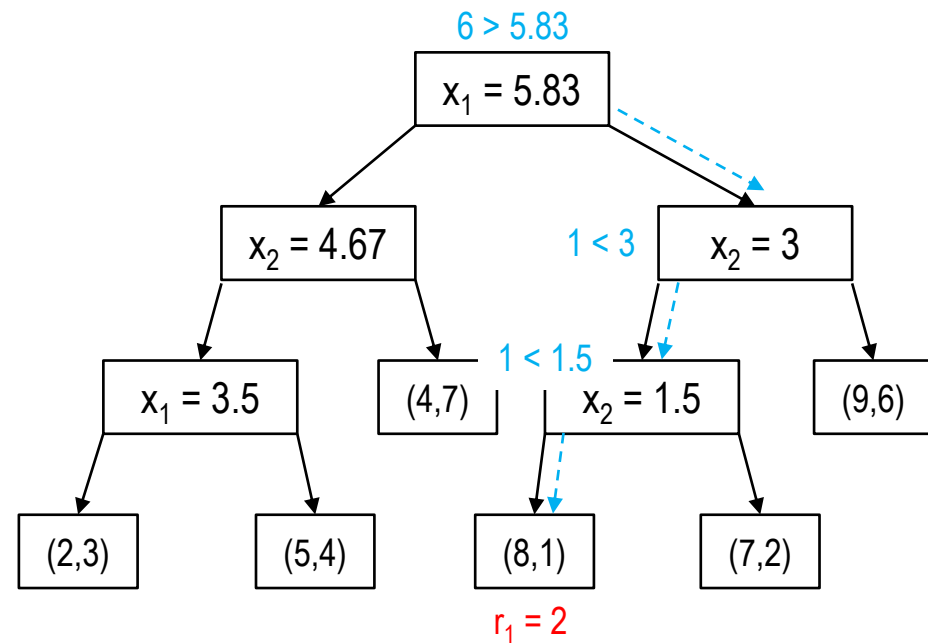 6 > 5.83
x₁ = 5.83
x₂ = 4.67
1 < 3
x₂ = 3
1 < 1.5
x₁ = 3.5
(4,7)
x₂ = 1.5
(9,6)
(2,3)
(5,4)
(8,1)
(7,2)
r₁ = 2